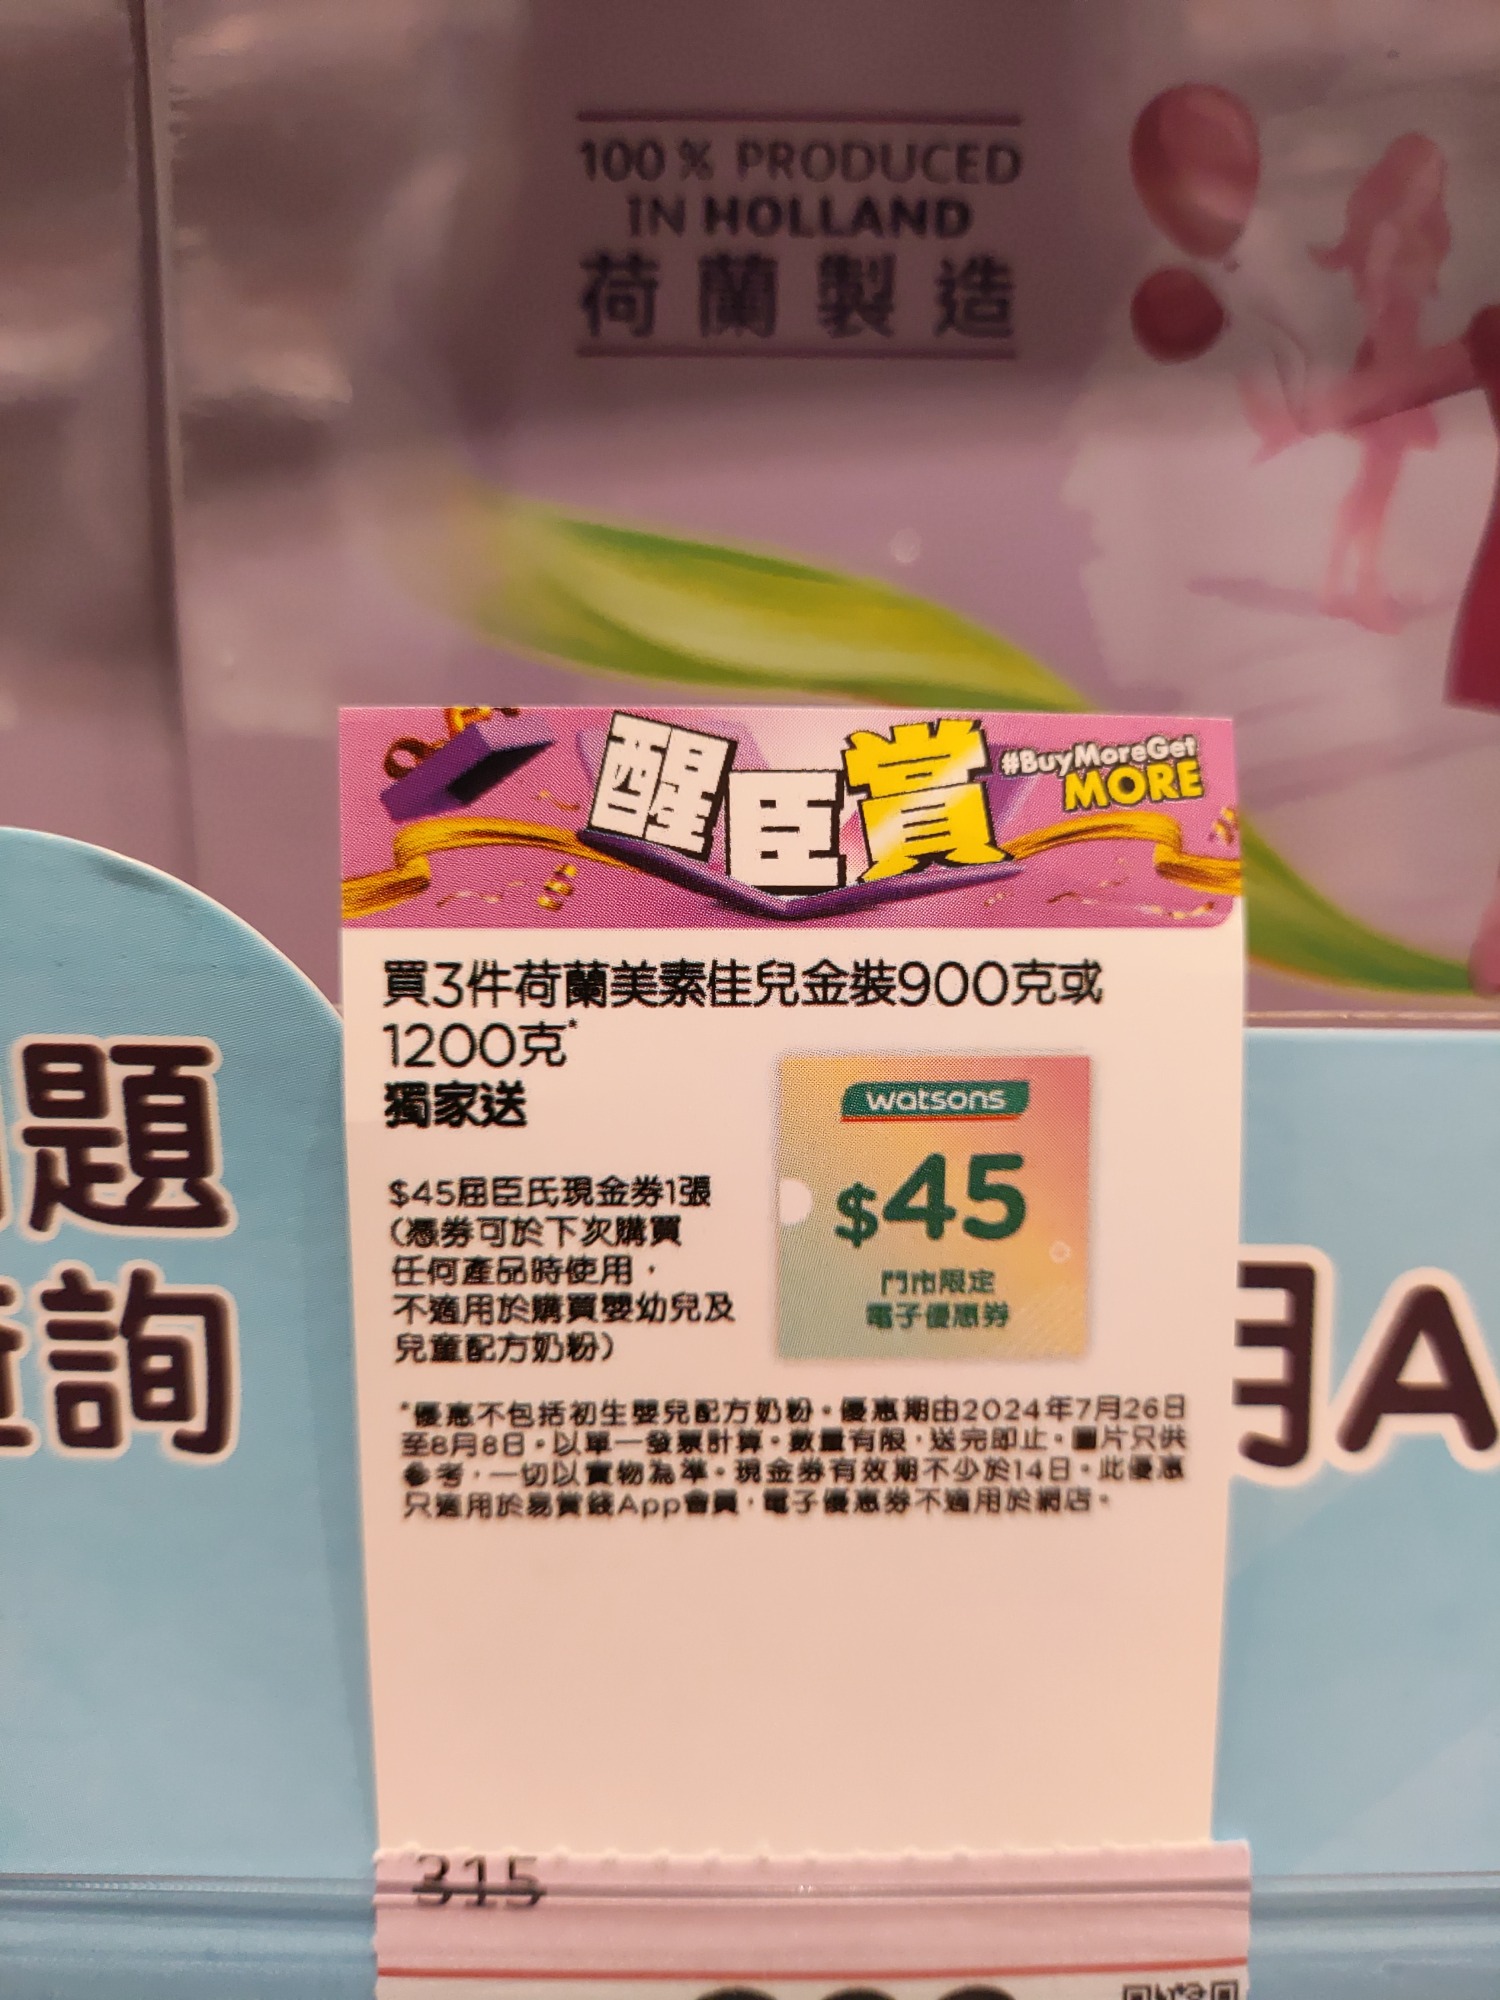 100% PRODUCED
IN HOLLAND
荷蘭製造
醒臣賞
#BuyMoreGet
MORE
買3件荷蘭美素佳兒金裝900克或
1200克*
獨家送
$45屈臣氏現金券1張
(憑券可於下次購買
任何產品時使用，
不適用於購買嬰幼兒及
兒童配方奶粉)
watsons
$45
門市限定
電子優惠券
*優惠不包括初生嬰兒配方奶粉。優惠期由2024年7月26日
至8月8日。以單一發票計算。數量有限，送完即止。圖片只供
參考，一切以實物為準。現金券有效期不少於14日。此優惠
只適用於易賞錢App會員，電子優惠券不適用於網店。
題
詢
A
315